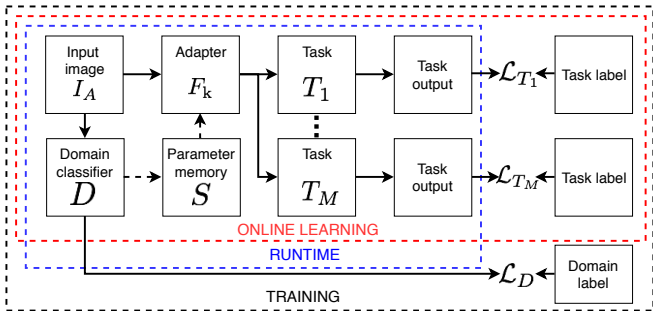 Input
image
I_A
Adapter
F_k
Task
T_1
Task
output
ℒ_{T_1}
Task label
Domain
classifier
D
Parameter
memory
S
Task
T_M
Task
output
ℒ_{T_M}
Task label
ONLINE LEARNING
RUNTIME
ℒ_D
Domain
label
TRAINING